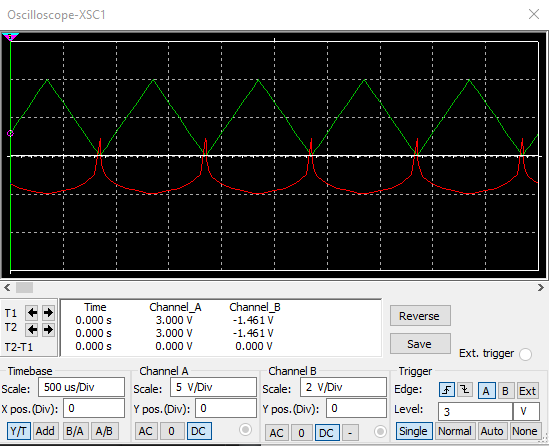 Oscilloscope-XSC1
T1
T2
T2-T1
Time Channel_A Channel_B
0.000 s 3.000 V -1.461 V
0.000 s 3.000 V -1.461 V
0.000 s 0.000 V 0.000 V
Reverse
Save
Ext. trigger
Timebase
Scale: 500 us/Div
X pos.(Div): 0
Y/T Add B/A A/B
Channel A
Scale: 5 V/Div
Y pos.(Div): 0
AC 0 DC
Channel B
Scale: 2 V/Div
Y pos.(Div): 0
AC 0 DC -
Trigger
Edge: A B Ext
Level: 3 V
Single Normal Auto None